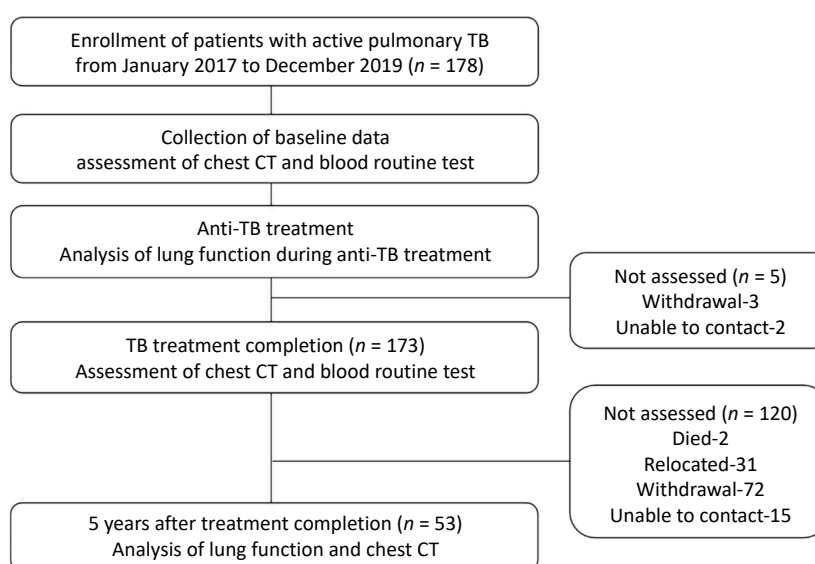 Enrollment of patients with active pulmonary TB
from January 2017 to December 2019 (n = 178)
Collection of baseline data
assessment of chest CT and blood routine test
Anti-TB treatment
Analysis of lung function during anti-TB treatment
Not assessed (n = 5)
Withdrawal-3
Unable to contact-2
TB treatment completion (n = 173)
Assessment of chest CT and blood routine test
Not assessed (n = 120)
Died-2
Relocated-31
Withdrawal-72
Unable to contact-15
5 years after treatment completion (n = 53)
Analysis of lung function and chest CT